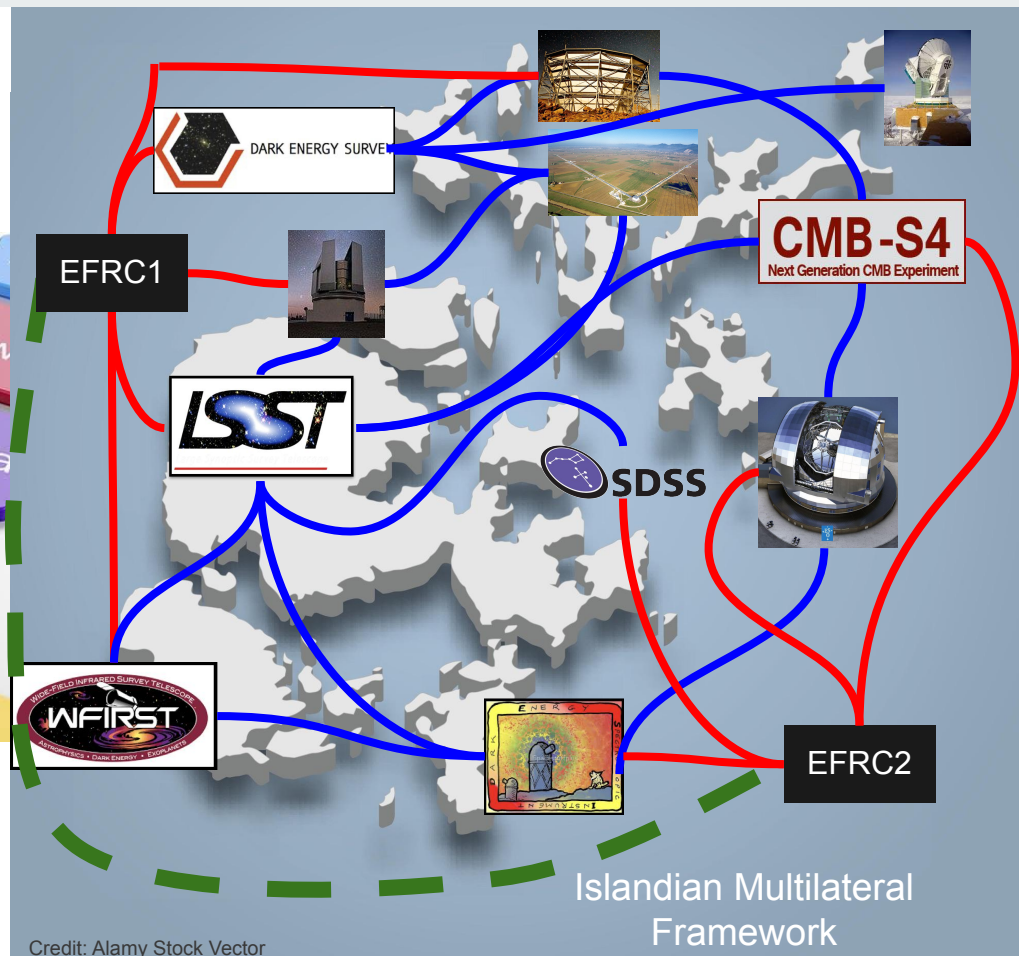 DARK ENERGY SURVEY
EFRC1
CMB-S4
Next Generation CMB Experiment
LSST
SDSS
WIDE-FIELD INFRARED SURVEY TELESCOPE
WFIRST
ASTROPHYSICS • DARK ENERGY • EXOPLANETS
DARK ENERGY
INSTRUMENT
EFRC2
Islandian Multilateral
Framework
Credit: Alamy Stock Vector